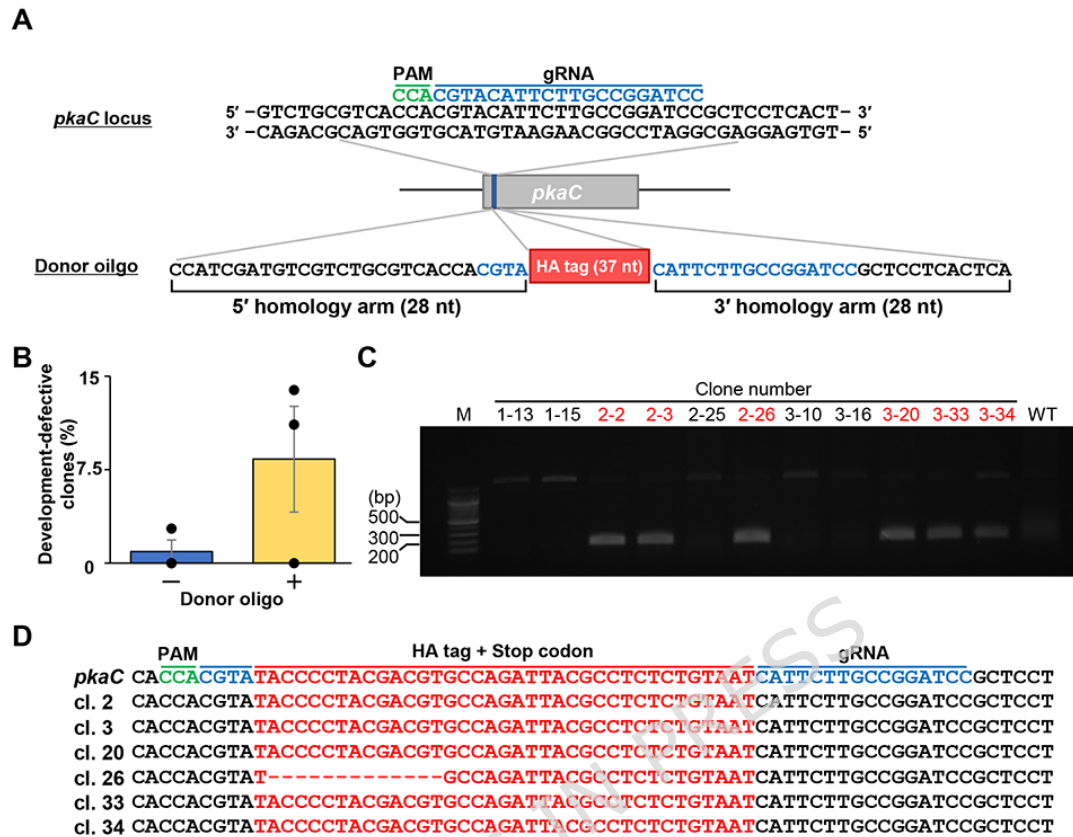 A
PAM gRNA
CCACGTACATTCTTGCCGGATCC
pkaC locus
5′ -GTCTGCGTCACCACGTACATTCTTGCCGGATCCGCTCCTCACT- 3′
3′ -CAGACGCAGTGGTGCATGTAAGAACGGCCTAGGCGAGGAGTGT- 5′
pkaC
Donor oilgo
CCATCGATGTCGTCTGCGTCACCACGTA HA tag (37 nt) CATTCTTGCCGGATCCGCTCCTCACTCA
5′ homology arm (28 nt) 3′ homology arm (28 nt)
B
Development-defective
clones (%)
15
7.5
0
− +
Donor oligo
C
Clone number
M 1-13 1-15 2-2 2-3 2-25 2-26 3-10 3-16 3-20 3-33 3-34 WT
(bp)
500
300
200
D
PAM HA tag + Stop codon gRNA
pkaC CACCACGTATACCCCTACGACGTGCCAGATTACGCCTCTCTGTAATCATTCTTGCCGGATCCGCTCCT
cl. 2 CACCACGTATACCCCTACGACGTGCCAGATTACGCCTCTCTGTAATCATTCTTGCCGGATCCGCTCCT
cl. 3 CACCACGTATACCCCTACGACGTGCCAGATTACGCCTCTCTGTAATCATTCTTGCCGGATCCGCTCCT
cl. 20 CACCACGTATACCCCTACGACGTGCCAGATTACGCCTCTCTGTAATCATTCTTGCCGGATCCGCTCCT
cl. 26 CACCACGTAT-------------GCCAGATTACGCCTCTCTGTAATCATTCTTGCCGGATCCGCTCCT
cl. 33 CACCACGTATACCCCTACGACGTGCCAGATTACGCCTCTCTGTAATCATTCTTGCCGGATCCGCTCCT
cl. 34 CACCACGTATACCCCTACGACGTGCCAGATTACGCCTCTCTGTAATCATTCTTGCCGGATCCGCTCCT
IN PRESS